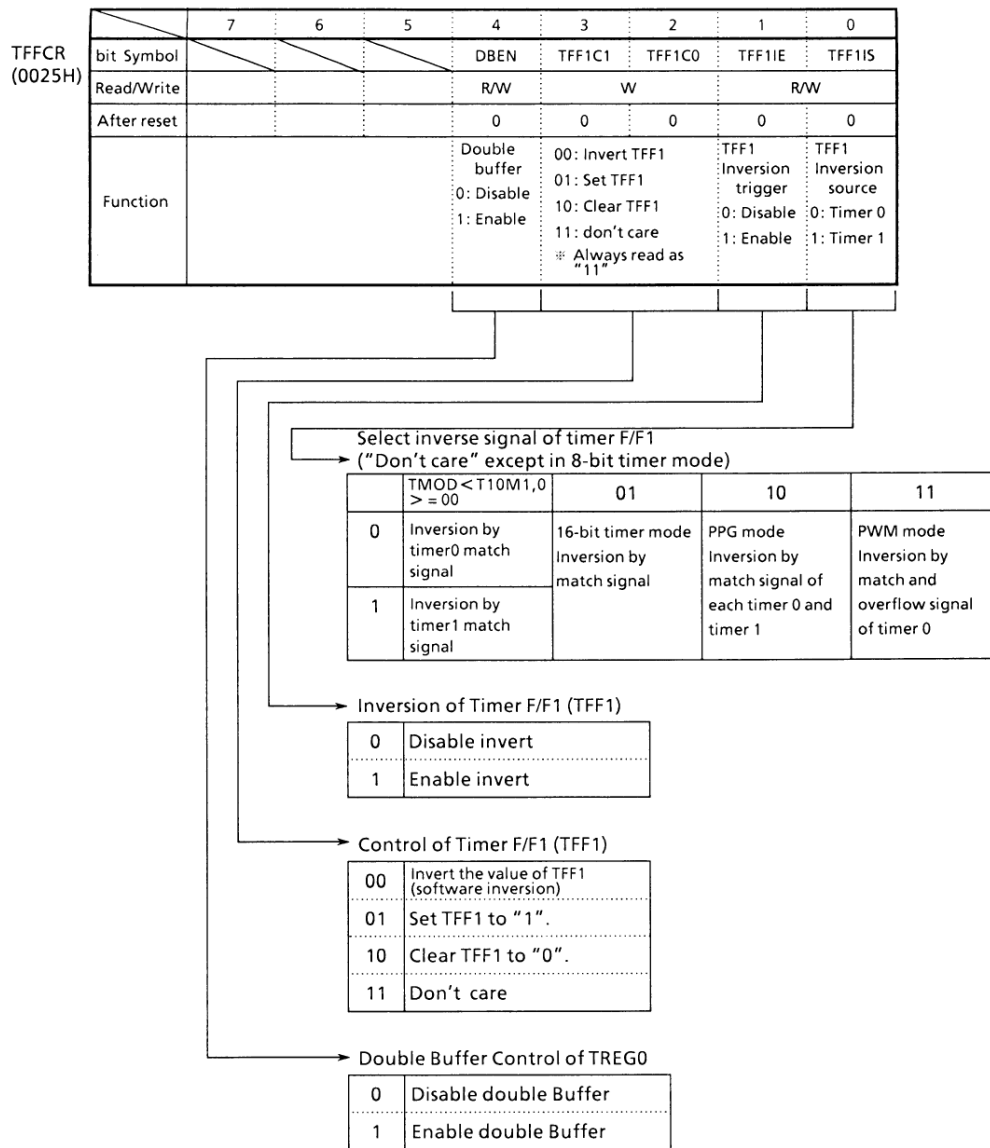 7 6 5 4 3 2 1 0
TFFCR
(0025H)
bit Symbol DBEN TFF1C1 TFF1C0 TFF1IE TFF1IS
Read/Write R/W W R/W
After reset 0 0 0 0 0
Function
Double
buffer
0: Disable
1: Enable
00: Invert TFF1
01: Set TFF1
10: Clear TFF1
11: don't care
※ Always read as
"11"
TFF1
Inversion
trigger
0: Disable
1: Enable
TFF1
Inversion
source
0: Timer 0
1: Timer 1
Select inverse signal of timer F/F1
("Don't care" except in 8-bit timer mode)
TMOD<T10M1,0
>=00
01 10 11
0
Inversion by
timer0 match
signal
1
Inversion by
timer1 match
signal
16-bit timer mode
Inversion by
match signal
PPG mode
Inversion by
match signal of
each timer 0 and
timer 1
PWM mode
Inversion by
match and
overflow signal
of timer 0
Inversion of Timer F/F1 (TFF1)
0 Disable invert
1 Enable invert
Control of Timer F/F1 (TFF1)
00 Invert the value of TFF1
(software inversion)
01 Set TFF1 to "1".
10 Clear TFF1 to "0".
11 Don't care
Double Buffer Control of TREG0
0 Disable double Buffer
1 Enable double Buffer